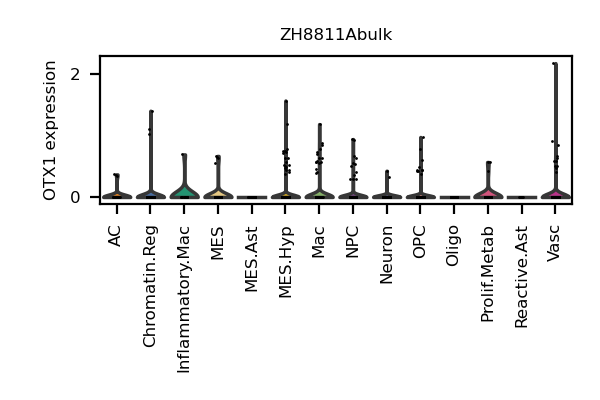 ZH8811Abulk
OTX1 expression
2
0
AC
Chromatin.Reg
Inflammatory.Mac
MES
MES.Ast
MES.Hyp
Mac
NPC
Neuron
OPC
Oligo
Prolif.Metab
Reactive.Ast
Vasc